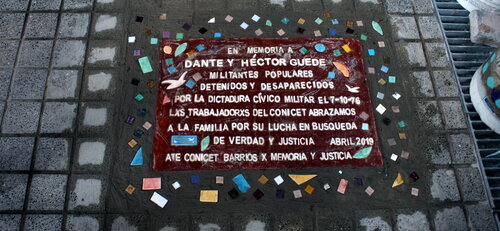 EN MEMORIA A
DANTE Y HÉCTOR GUEDE
MILITANTES POPULARES
DETENIDOS Y DESAPARECIDOS
POR LA DICTADURA CÍVICO MILITAR EL 7-10-76
LAS TRABAJADORXS DEL CONICET ABRAZAMOS
A LA FAMILIA POR SU LUCHA EN BUSQUEDA
DE VERDAD Y JUSTICIA ABRIL 2019
ATE CONICET BARRIOS X MEMORIA Y JUSTICIA